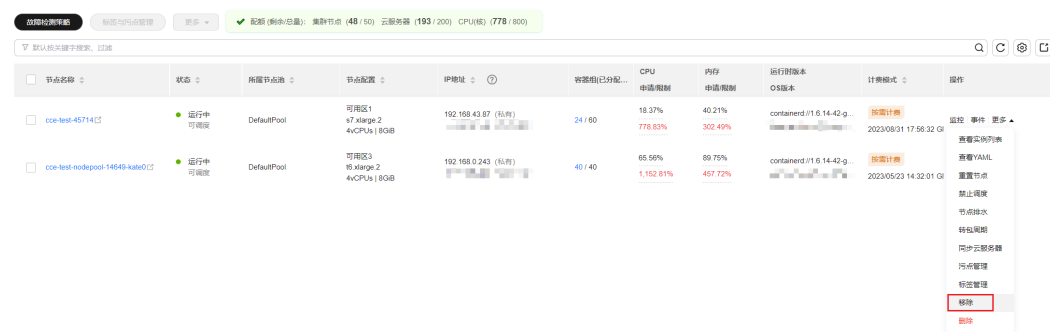 故障检测策略 标签与污点管理 更多 配额 (剩余/总量): 集群节点 (48 / 50) 云服务器 (193 / 200) CPU(核) (778 / 800)
默认按关键字搜索、过滤
节点名称 状态 所属节点池 节点配置 IP地址 ? 容器组(已分配... CPU 申请/限制 内存 申请/限制 运行时版本 OS版本 计费模式 操作
cce-test-45714 运行中 可调度 DefaultPool 可用区1 s7.xlarge.2 4vCPUs | 8GiB 192.168.43.87 (私有) 24 / 60 18.37% 778.83% 40.21% 302.49% containerd://1.6.14-42-g... 按需计费 2023/08/31 17:56:32 GI 监控 事件 更多
cce-test-nodepool-14649-kate0 运行中 可调度 DefaultPool 可用区3 t6.xlarge.2 4vCPUs | 8GiB 192.168.0.243 (私有) 40 / 40 65.56% 1,152.81% 89.75% 457.72% containerd://1.6.14-42-g... 按需计费 2023/05/23 14:32:01 GI
查看实例列表
查看YAML
重置节点
禁止调度
节点排水
转包周期
同步云服务器
污点管理
标签管理
移除
删除